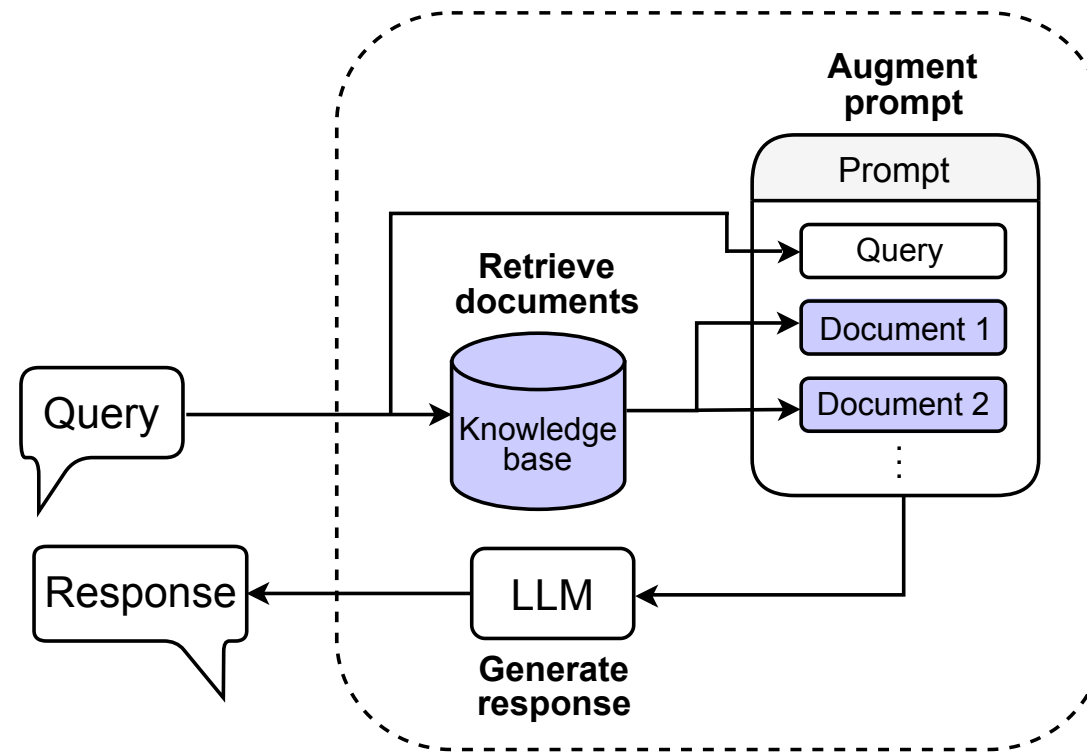 Augment
prompt
Prompt
Query
Retrieve
documents
Document 1
Query
Document 2
Knowledge
base
⋮
Response
LLM
Generate
response